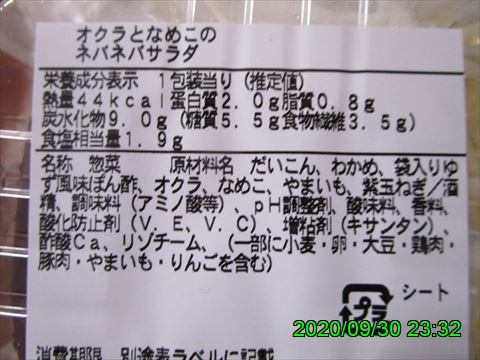 オクラとなめこの
ネバネバサラダ
栄養成分表示 1包装当り (推定値)
熱量44kcal蛋白質2.0g脂質0.8g
炭水化物9.0g (糖質5.5g食物繊維3.5g)
食塩相当量1.9g
名称 惣菜 原材料名 だいこん、わかめ、袋入りゆ
ず風味ぽん酢、オクラ、なめこ、やまいも、紫玉ねぎ/酒
精、調味料(アミノ酸等)、pH調整剤、酸味料、香料、
酸化防止剤(V.E、V.C)、増粘剤(キサンタン)、
酢酸Ca、リゾチーム、(一部に小麦・卵・大豆・鶏肉・
豚肉・やまいも・りんごを含む)
プラ シート
消費期限 別途表ラベルに記載
2020/09/30 23:32